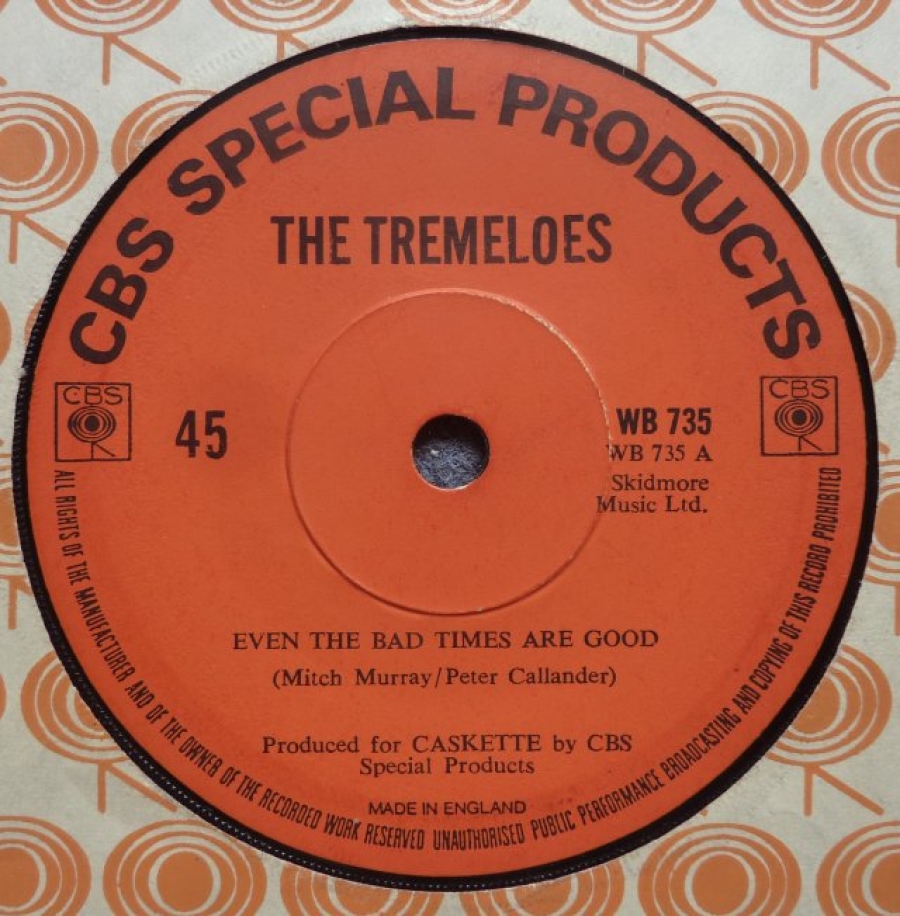 CBS SPECIAL PRODUCTS
THE TREMELOES
CBS
CBS
45
WB 735
WB 735 A
Skidmore
Music Ltd.
EVEN THE BAD TIMES ARE GOOD
(Mitch Murray/Peter Callander)
Produced for CASKETTE by CBS
Special Products
MADE IN ENGLAND
ALL RIGHTS OF THE MANUFACTURER AND OF THE OWNER OF THE RECORDED WORK RESERVED UNAUTHORISED PUBLIC PERFORMANCE BROADCASTING AND COPYING OF THIS RECORD PROHIBITED